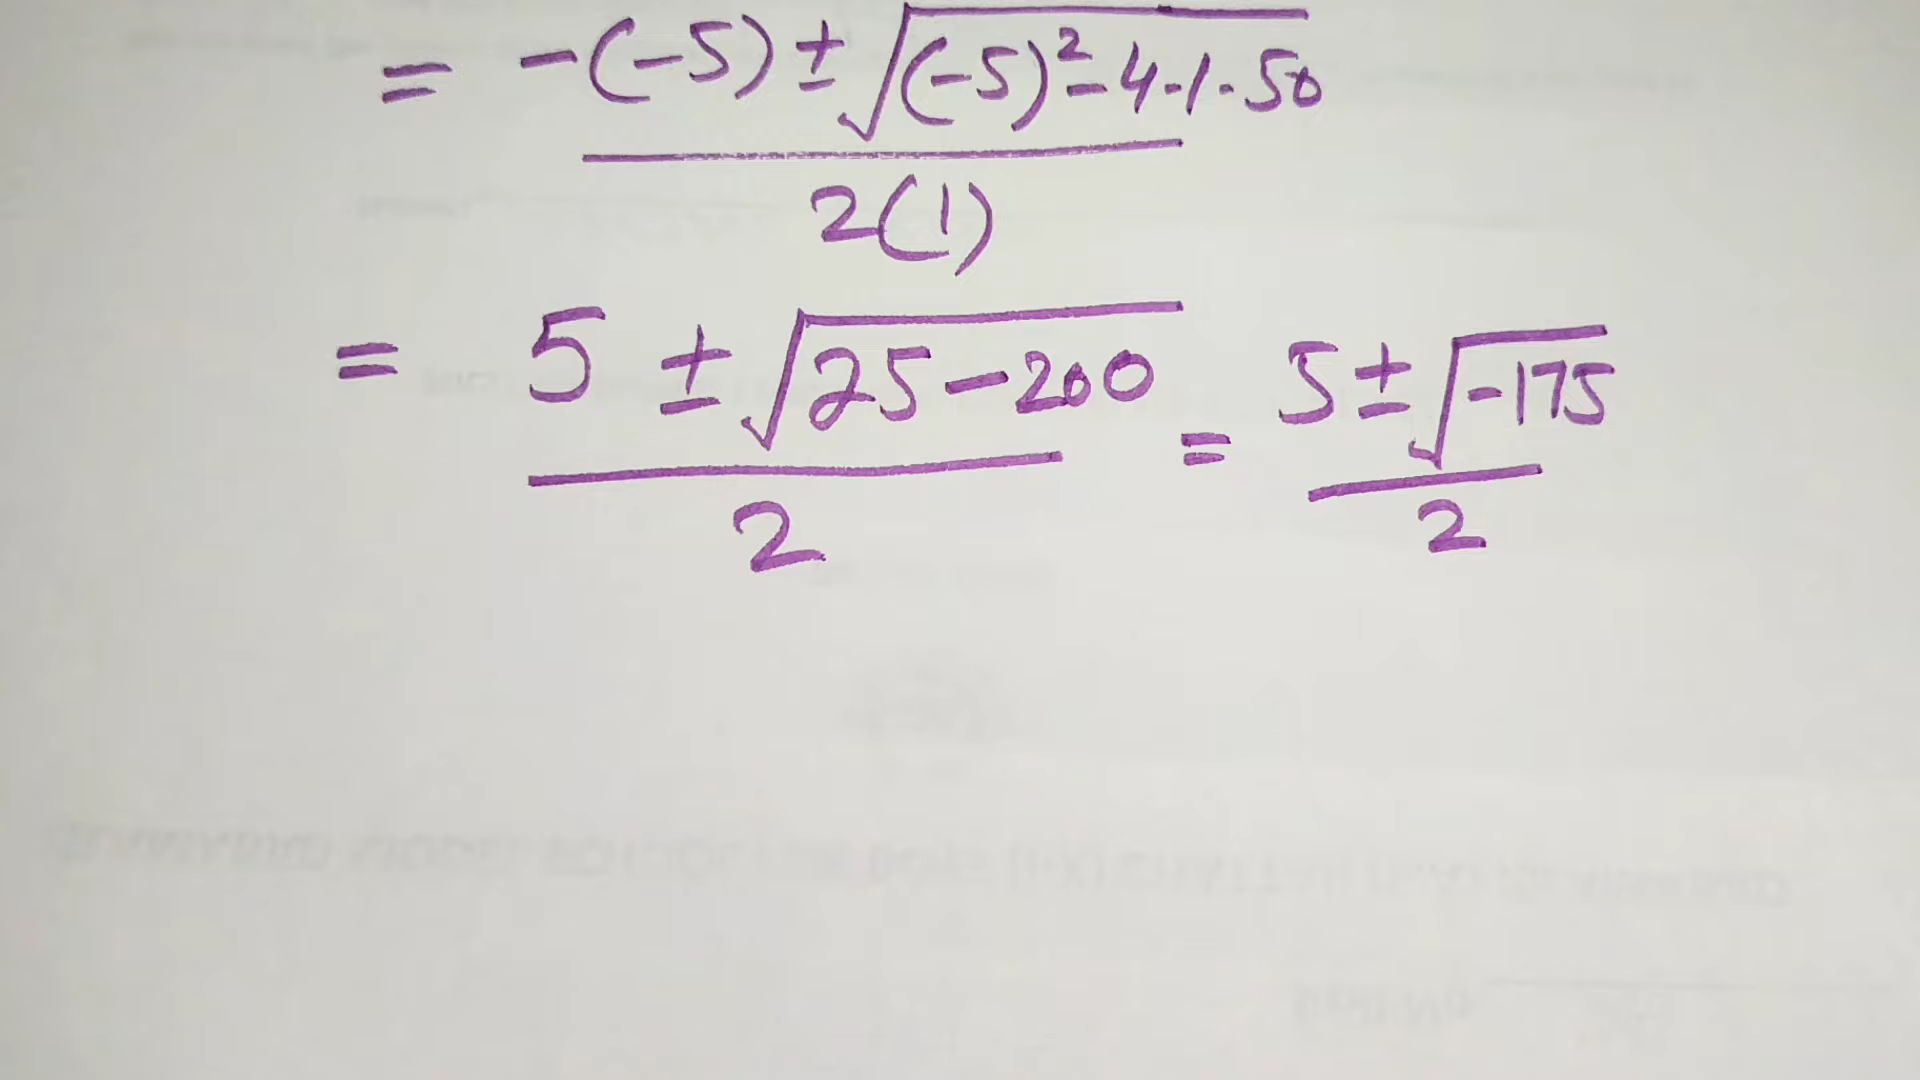 = -(-5) ± √(-5)² - 4·1·50
2(1)
= 5 ± √25 - 200 = 5 ± √-175
2 2